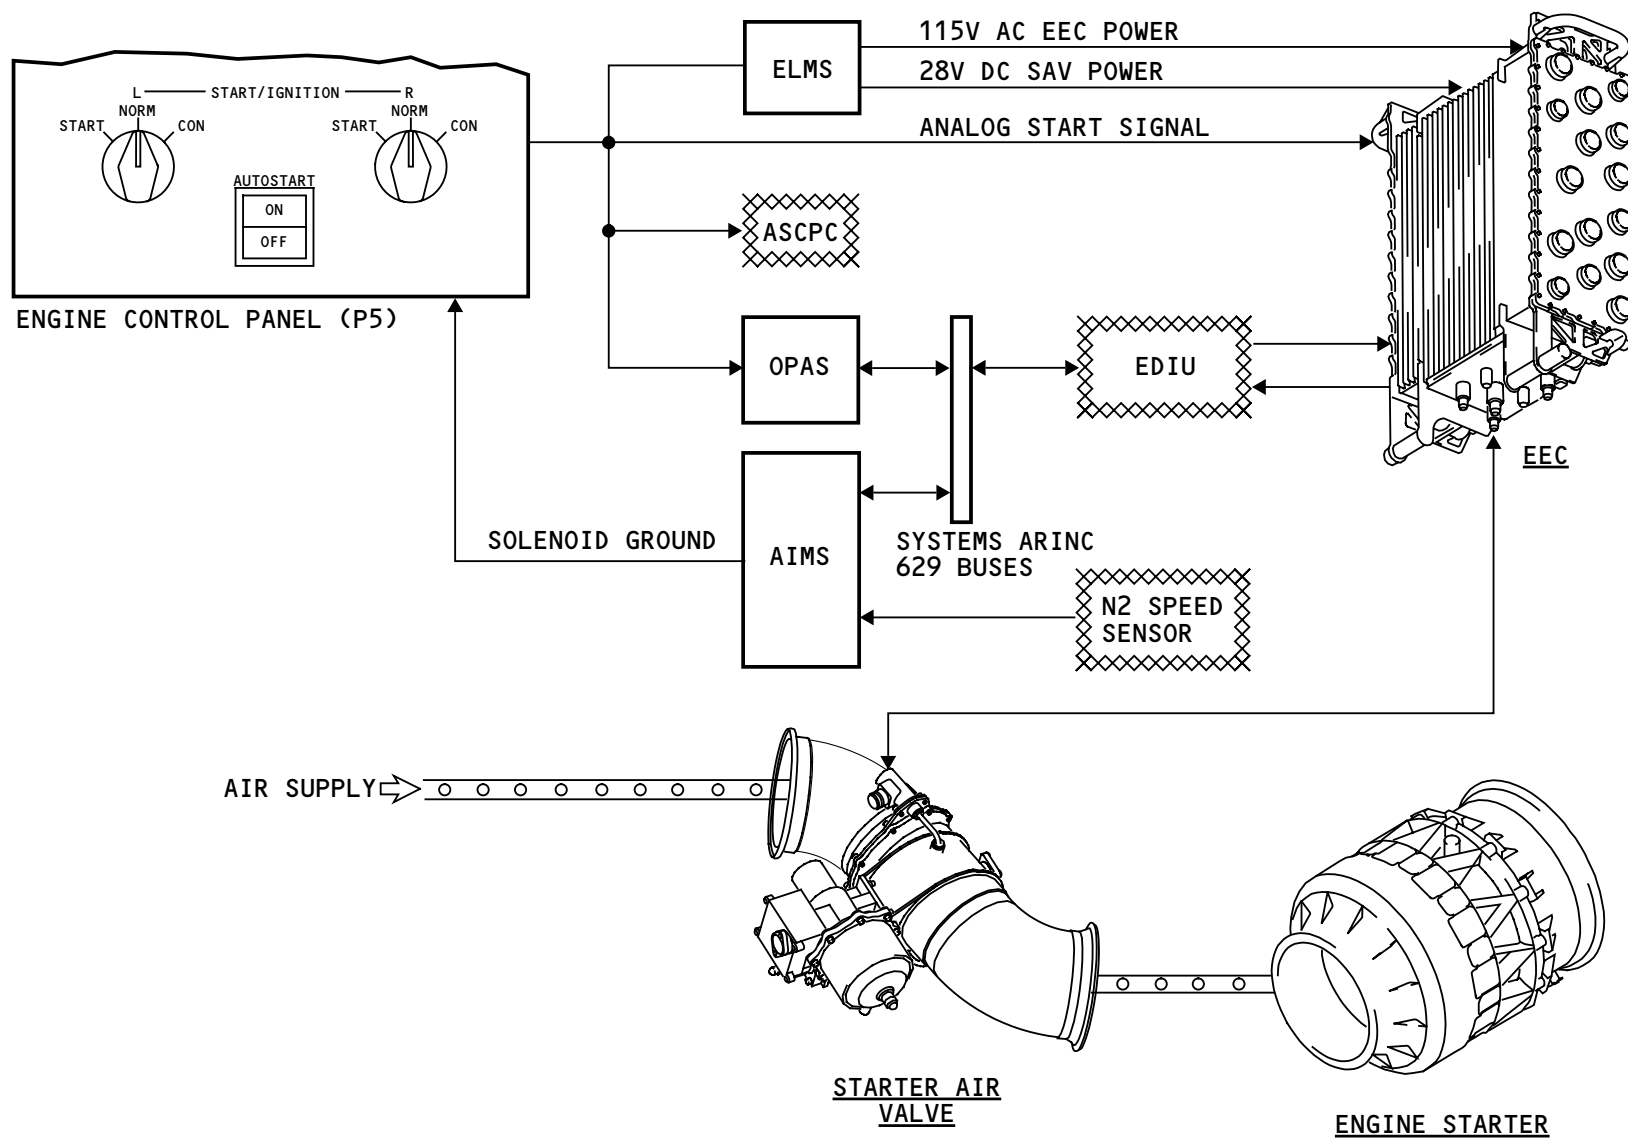 115V AC EEC POWER
ELMS
28V DC SAV POWER
L START/IGNITION R
NORM NORM
START CON START CON
ANALOG START SIGNAL
AUTOSTART
ON
OFF
ASCPC
ENGINE CONTROL PANEL (P5)
OPAS
EDIU
EEC
SOLENOID GROUND
AIMS
SYSTEMS ARINC
629 BUSES
N2 SPEED
SENSOR
AIR SUPPLY
STARTER AIR
VALVE
ENGINE STARTER